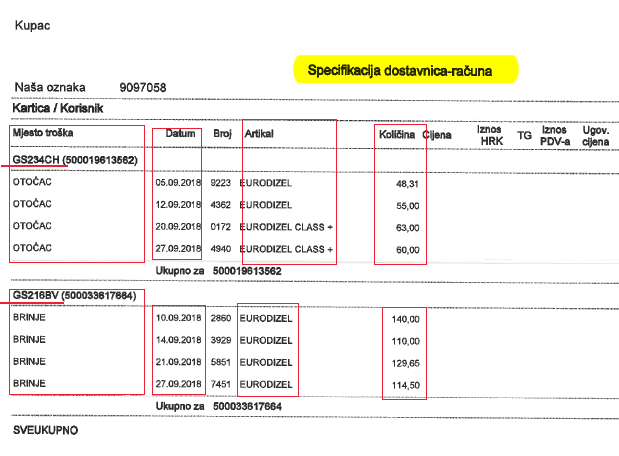 Kupac
Specifikacija dostavnica-računa
Naša oznaka 9097058
Kartica / Korisnik
Mjesto troška Datum Broj Artikal Količina Cijena Iznos HRK TG Iznos PDV-a Ugov. cijena
GS234CH (500019613562)
OTOČAC 05.09.2018 9223 EURODIZEL 48,31
OTOČAC 12.09.2018 4362 EURODIZEL 55,00
OTOČAC 20.09.2018 0172 EURODIZEL CLASS + 63,00
OTOČAC 27.09.2018 4940 EURODIZEL CLASS + 60,00
Ukupno za 500019613562
GS216BV (500033617664)
BRINJE 10.09.2018 2860 EURODIZEL 140,00
BRINJE 14.09.2018 3929 EURODIZEL 110,00
BRINJE 21.09.2018 5851 EURODIZEL 129,65
BRINJE 27.09.2018 7451 EURODIZEL 114,50
Ukupno za 500033617664
SVEUKUPNO